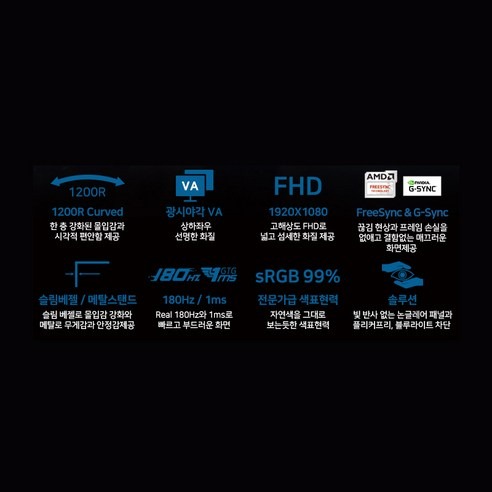 1200R
1200R Curved
한 층 강화된 몰입감과
시각적 편안함 제공
VA
광시야각 VA
상하좌우
선명한 화질
FHD
1920X1080
고해상도 FHD로
넓고 섬세한 화질 제공
AMD
FREESYNC
TECHNOLOGY
NVIDIA
G-SYNC
FreeSync & G-Sync
끊김 현상과 프레임 손실을
없애고 결함없는 매끄러운
화면제공
슬림베젤 / 메탈스탠드
슬림 베젤로 몰입감 강화와
메탈로 무게감과 안정감제공
180HZ 1ms GTG
180Hz / 1ms
Real 180Hz와 1ms로
빠르고 부드러운 화면
sRGB 99%
전문가급 색표현력
자연색을 그대로
보는듯한 색표현력
솔루션
빛 반사 없는 논글레어 패널과
플리커프리, 블루라이트 차단